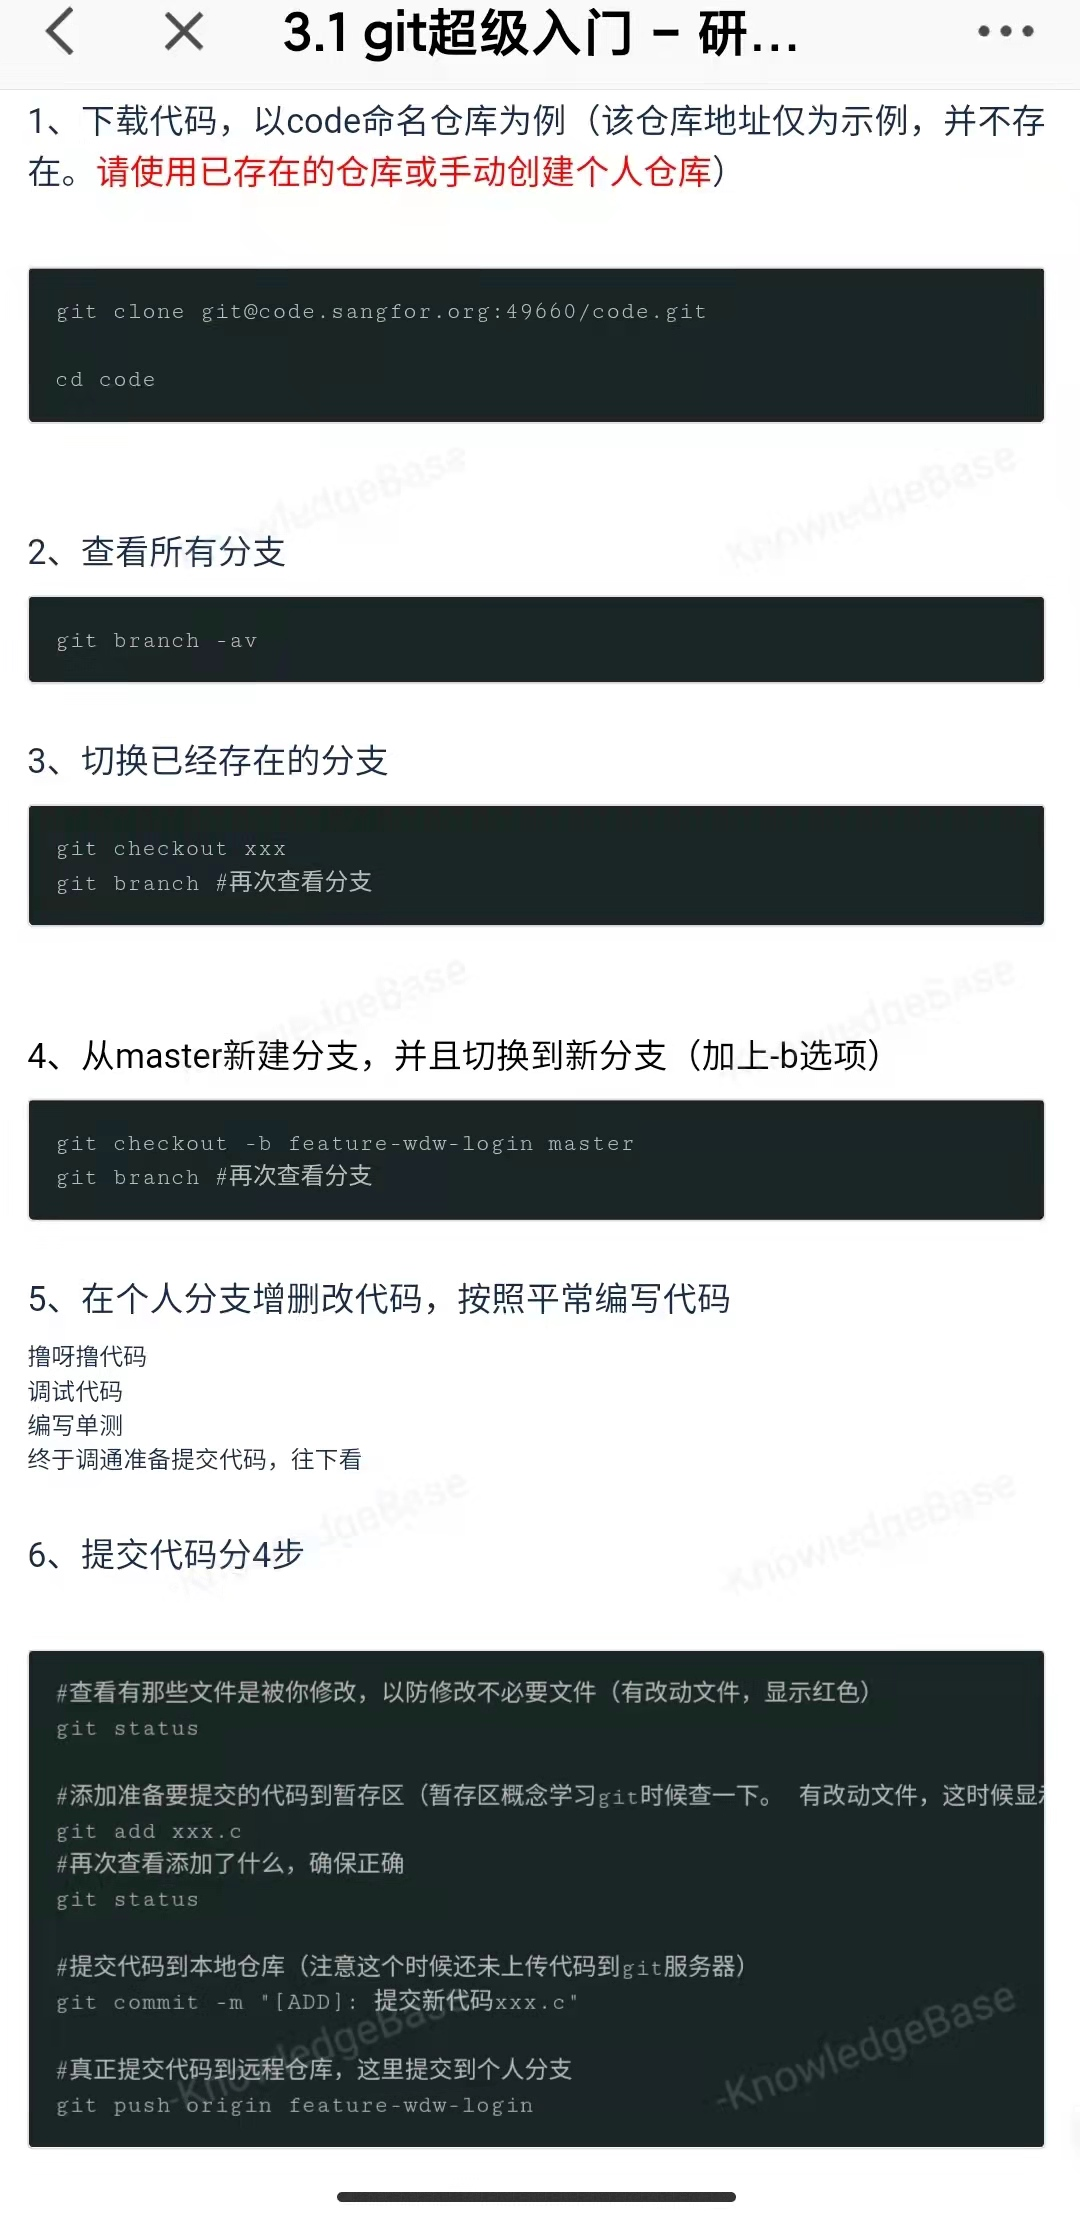 3.1 git超级入门 – 研...
1、下载代码，以code命名仓库为例（该仓库地址仅为示例，并不存
在。请使用已存在的仓库或手动创建个人仓库）
git clone git@code.sangfor.org:49660/code.git
cd code
2、查看所有分支
git branch -av
3、切换已经存在的分支
git checkout xxx
git branch #再次查看分支
4、从master新建分支，并且切换到新分支（加上-b选项）
git checkout -b feature-wdw-login master
git branch #再次查看分支
5、在个人分支增删改代码，按照平常编写代码
撸呀撸代码
调试代码
编写单测
终于调通准备提交代码，往下看
6、提交代码分4步
#查看有那些文件是被你修改，以防修改不必要文件（有改动文件，显示红色）
git status
#添加准备要提交的代码到暂存区（暂存区概念学习git时候查一下。 有改动文件，这时候显
git add xxx.c
#再次查看添加了什么，确保正确
git status
#提交代码到本地仓库（注意这个时候还未上传代码到git服务器）
git commit -m "[ADD]: 提交新代码xxx.c"
#真正提交代码到远程仓库，这里提交到个人分支
git push origin feature-wdw-login
-KnowledgeBase